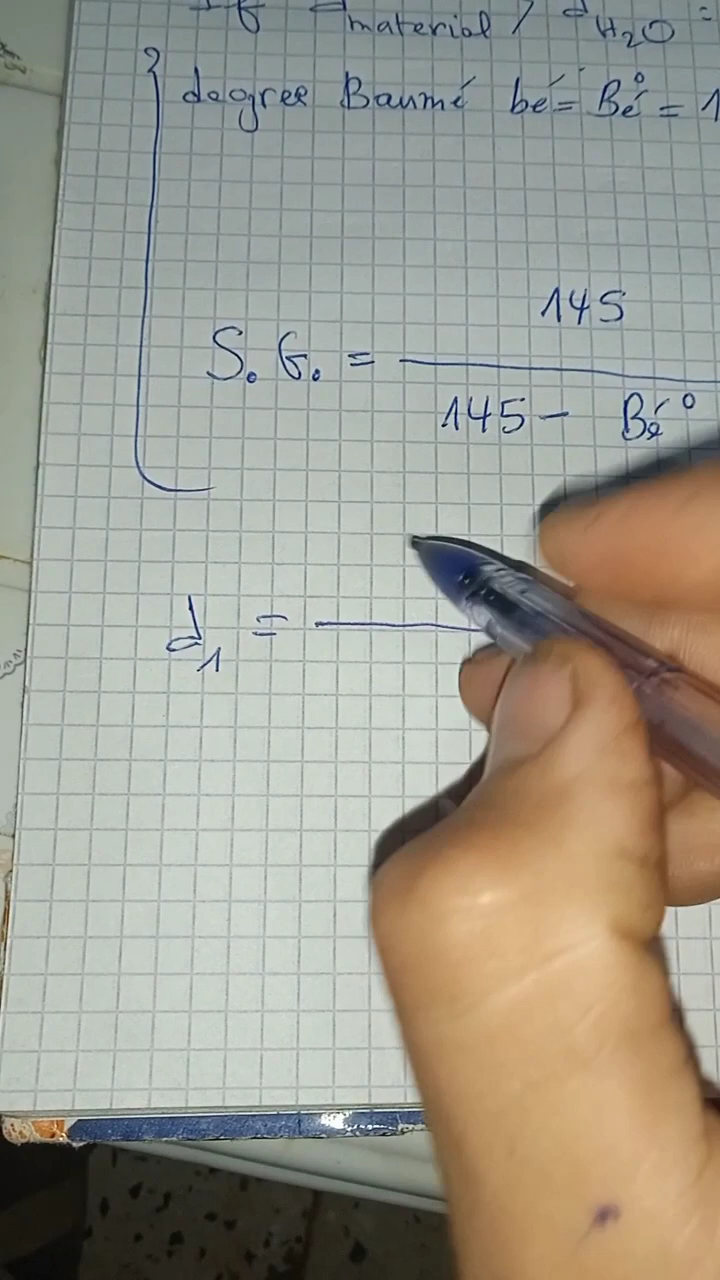 material / d H₂O =
degree Baumé bé = Bé° = 1
145
S. G. = ―――
145 - Bé°
d₁ = ―――